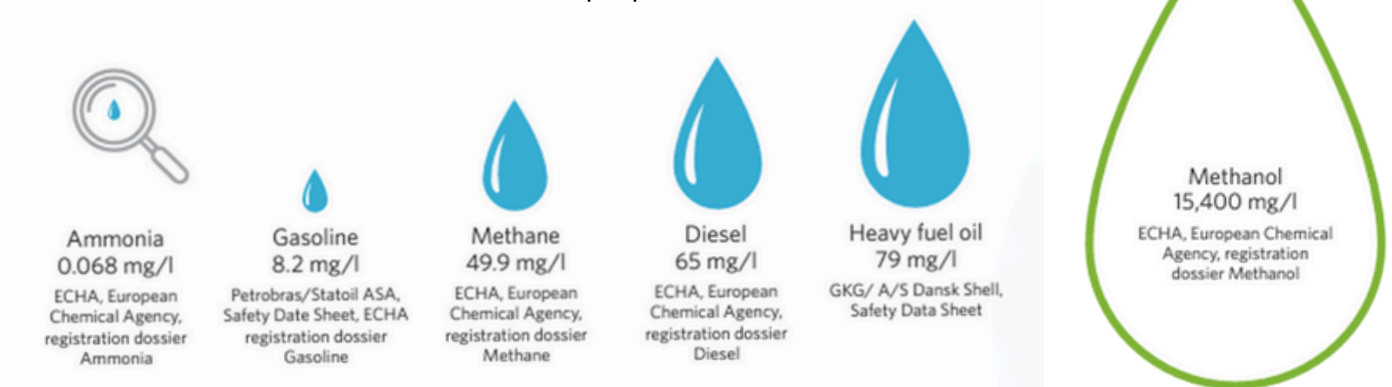 Ammonia
0.068 mg/l
ECHA, European
Chemical Agency,
registration dossier
Ammonia
Gasoline
8.2 mg/l
Petrobras/Statoil ASA,
Safety Date Sheet, ECHA
registration dossier
Gasoline
Methane
49.9 mg/l
ECHA, European
Chemical Agency,
registration dossier
Methane
Diesel
65 mg/l
ECHA, European
Chemical Agency,
registration dossier
Diesel
Heavy fuel oil
79 mg/l
GKG/ A/S Dansk Shell,
Safety Data Sheet
Methanol
15,400 mg/l
ECHA, European Chemical
Agency, registration
dossier Methanol